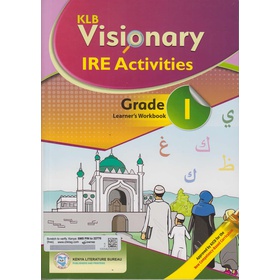 KLB
Visionary
IRE Activities
Grade 1
Learner's Workbook
ي
ك
غ
ظ
KENYA LITERATURE BUREAU